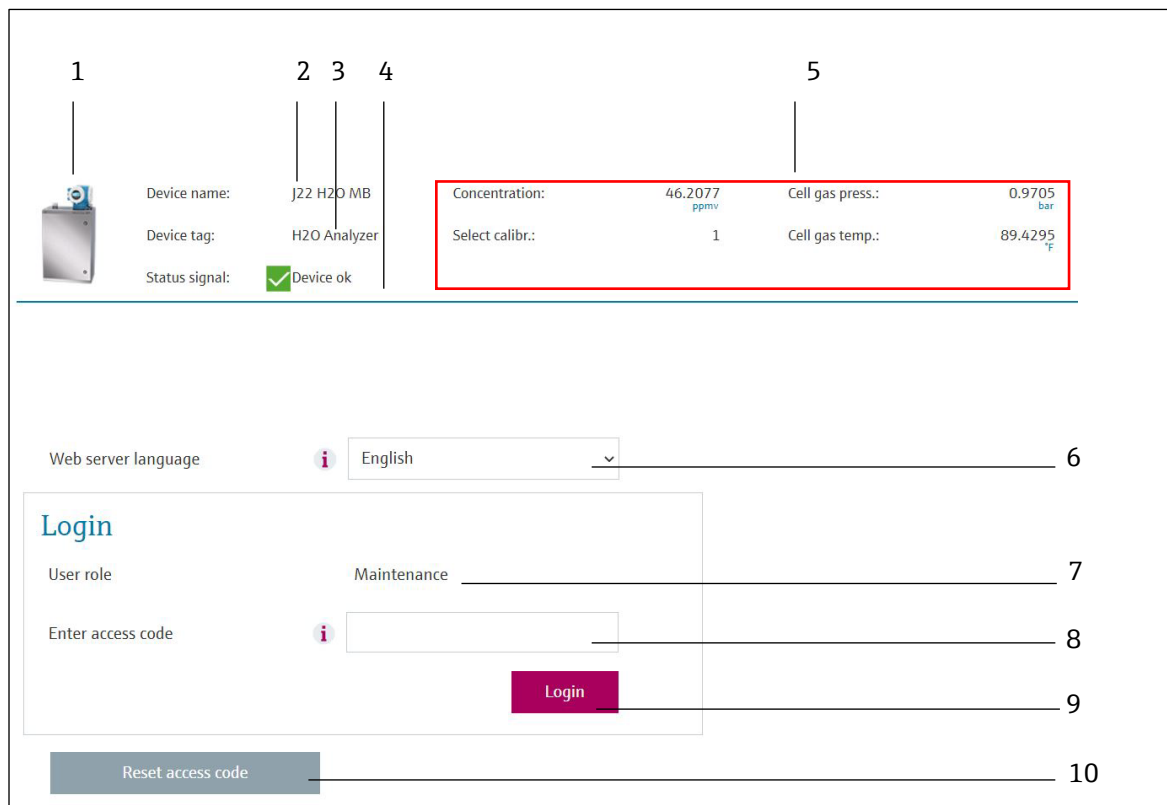 1 2 3 4 5
Device name: J22 H2O MB Concentration: 46.2077 ppmv Cell gas press.: 0.9705 bar
Device tag: H2O Analyzer Select calibr.: 1 Cell gas temp.: 89.4295 °F
Status signal: Device ok
Web server language i English 6
Login
User role Maintenance 7
Enter access code i 8
Login 9
Reset access code 10